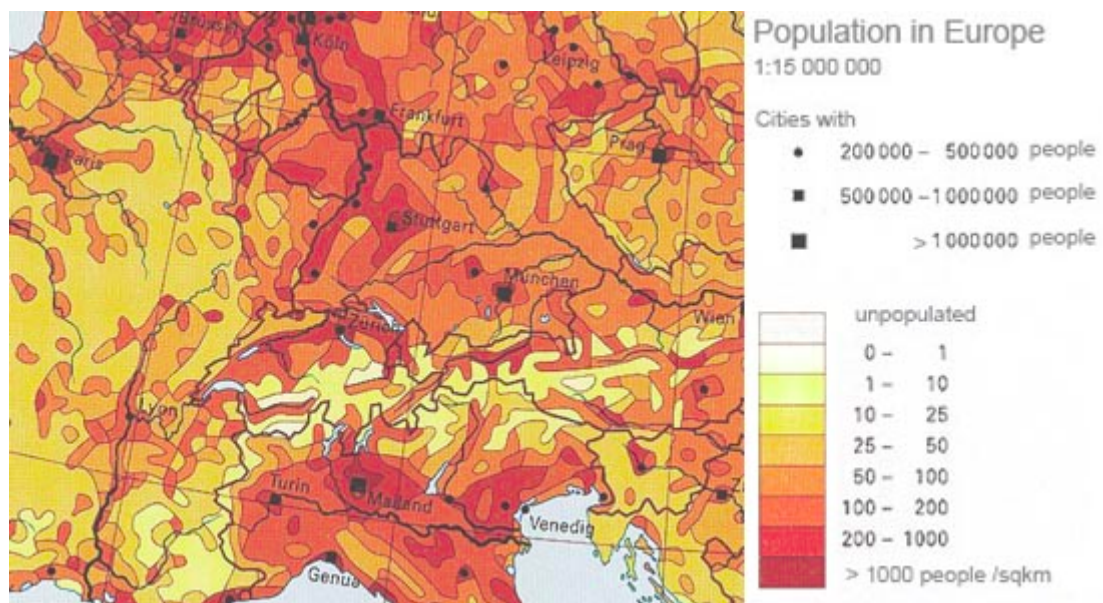 Brüssel
Köln
Leipzig
Frankfurt
Prag
Paris
Stuttgart
München
Wien
Zürich
Lyon
Turin
Mailand
Venedig
Genua
Population in Europe
1:15 000 000
Cities with
200 000 – 500 000 people
500 000 – 1 000 000 people
> 1 000 000 people
unpopulated
0 – 1
1 – 10
10 – 25
25 – 50
50 – 100
100 – 200
200 – 1000
> 1000 people /sqkm